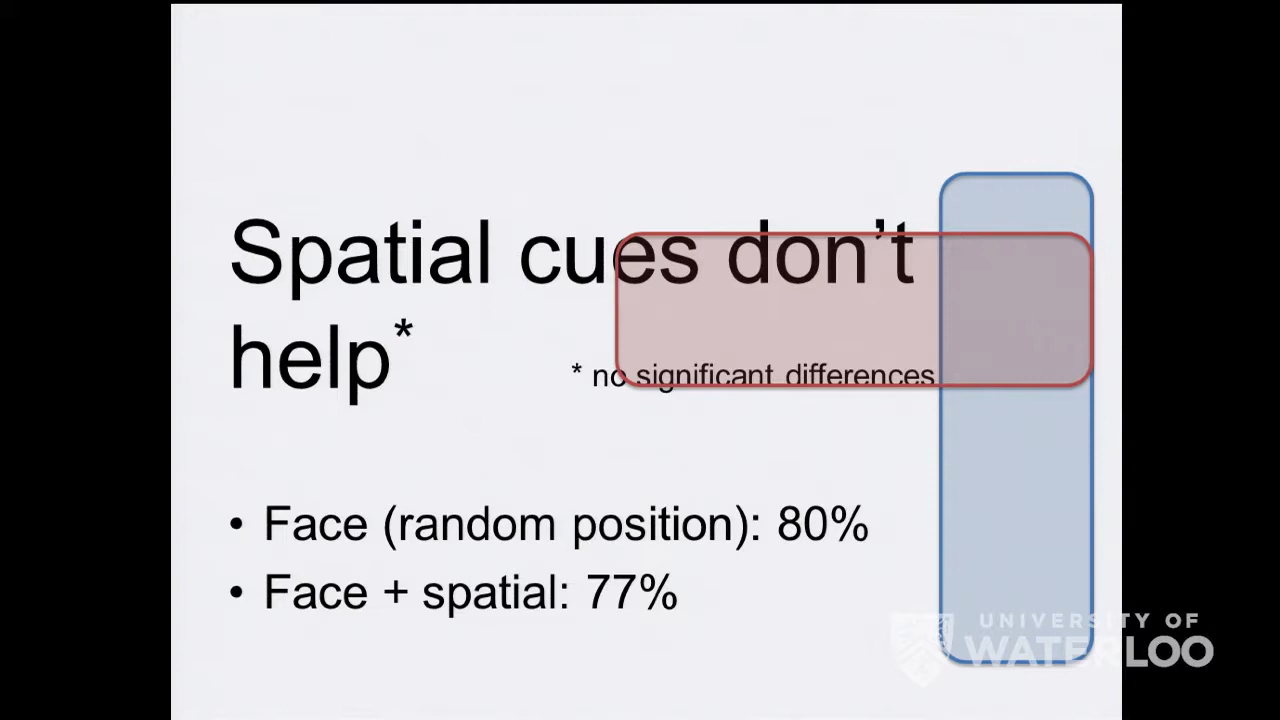 Spatial cues don’t
help*
* no significant differences
• Face (random position): 80%
• Face + spatial: 77%
UNIVERSITY OF
WATERLOO